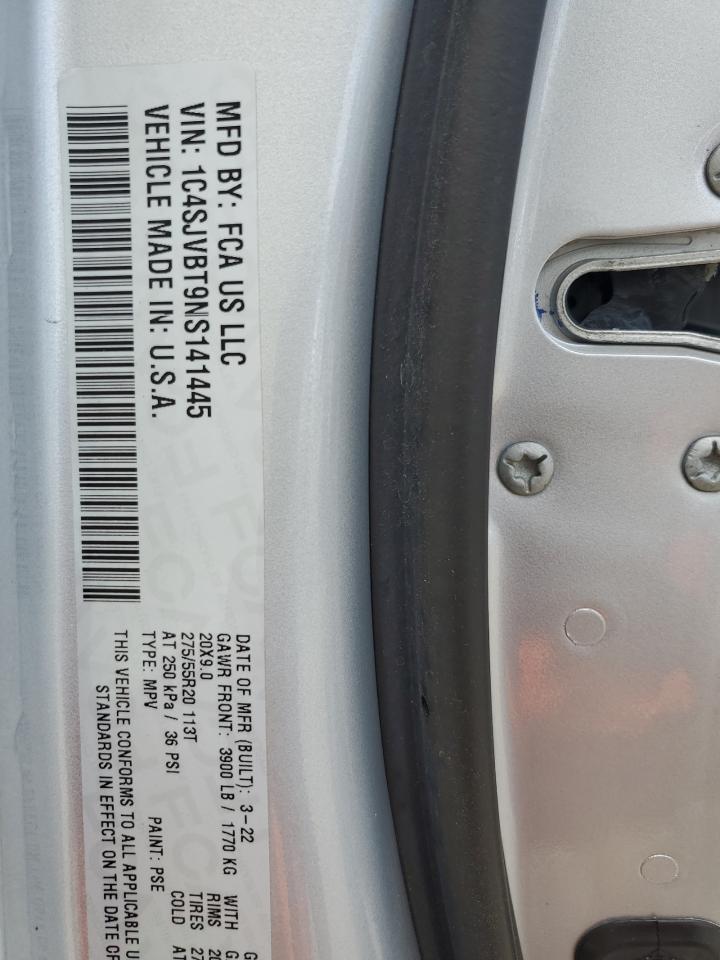 MFD BY: FCA US LLC
VIN: 1C4SJVBT9NS141445
VEHICLE MADE IN: U.S.A.
DATE OF MFR (BUILT): 3-22
GAWR FRONT: 3900 LB / 1770 KG WITH
20X9.0 RIMS
275/55R20 113T TIRES
AT 250 kPa / 36 PSI COLD
TYPE: MPV PAINT: PSE
THIS VEHICLE CONFORMS TO ALL APPLICABLE
STANDARDS IN EFFECT ON THE DATE OF